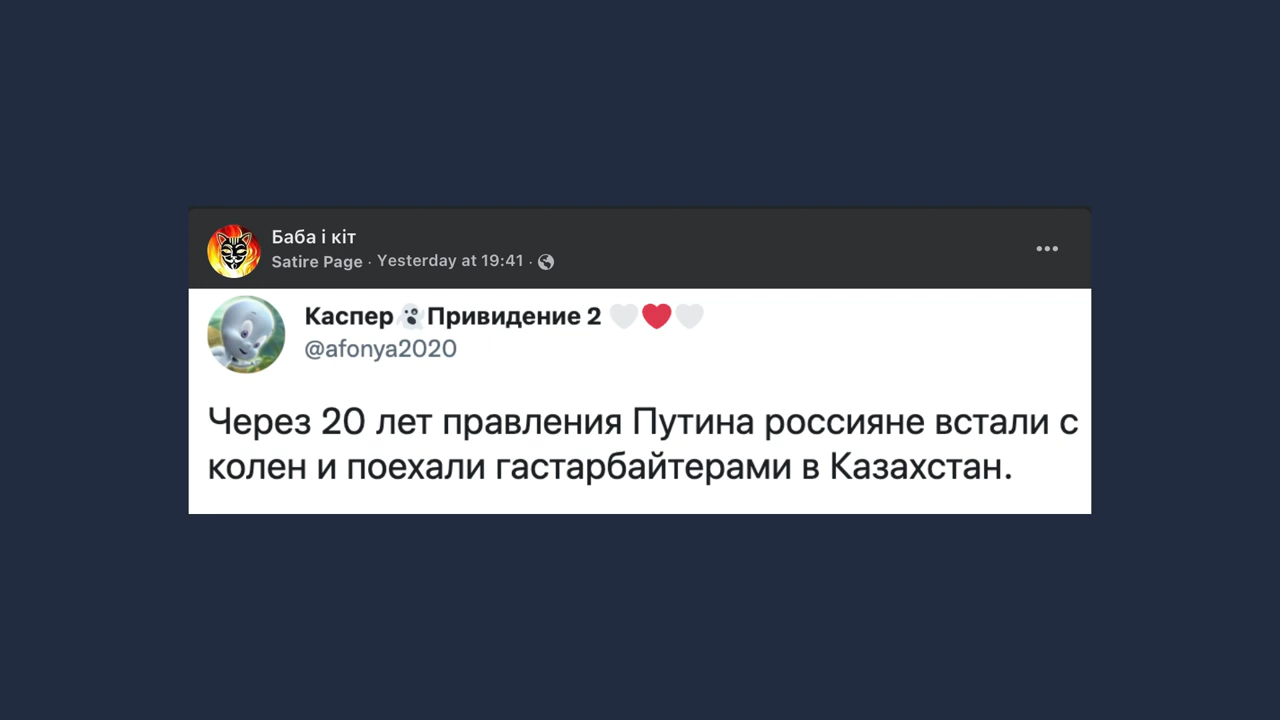 Баба і кіт
Satire Page · Yesterday at 19:41 ·
Каспер👻Привидение 2 🤍❤️🤍
@afonya2020
Через 20 лет правления Путина россияне встали с
колен и поехали гастарбайтерами в Казахстан.